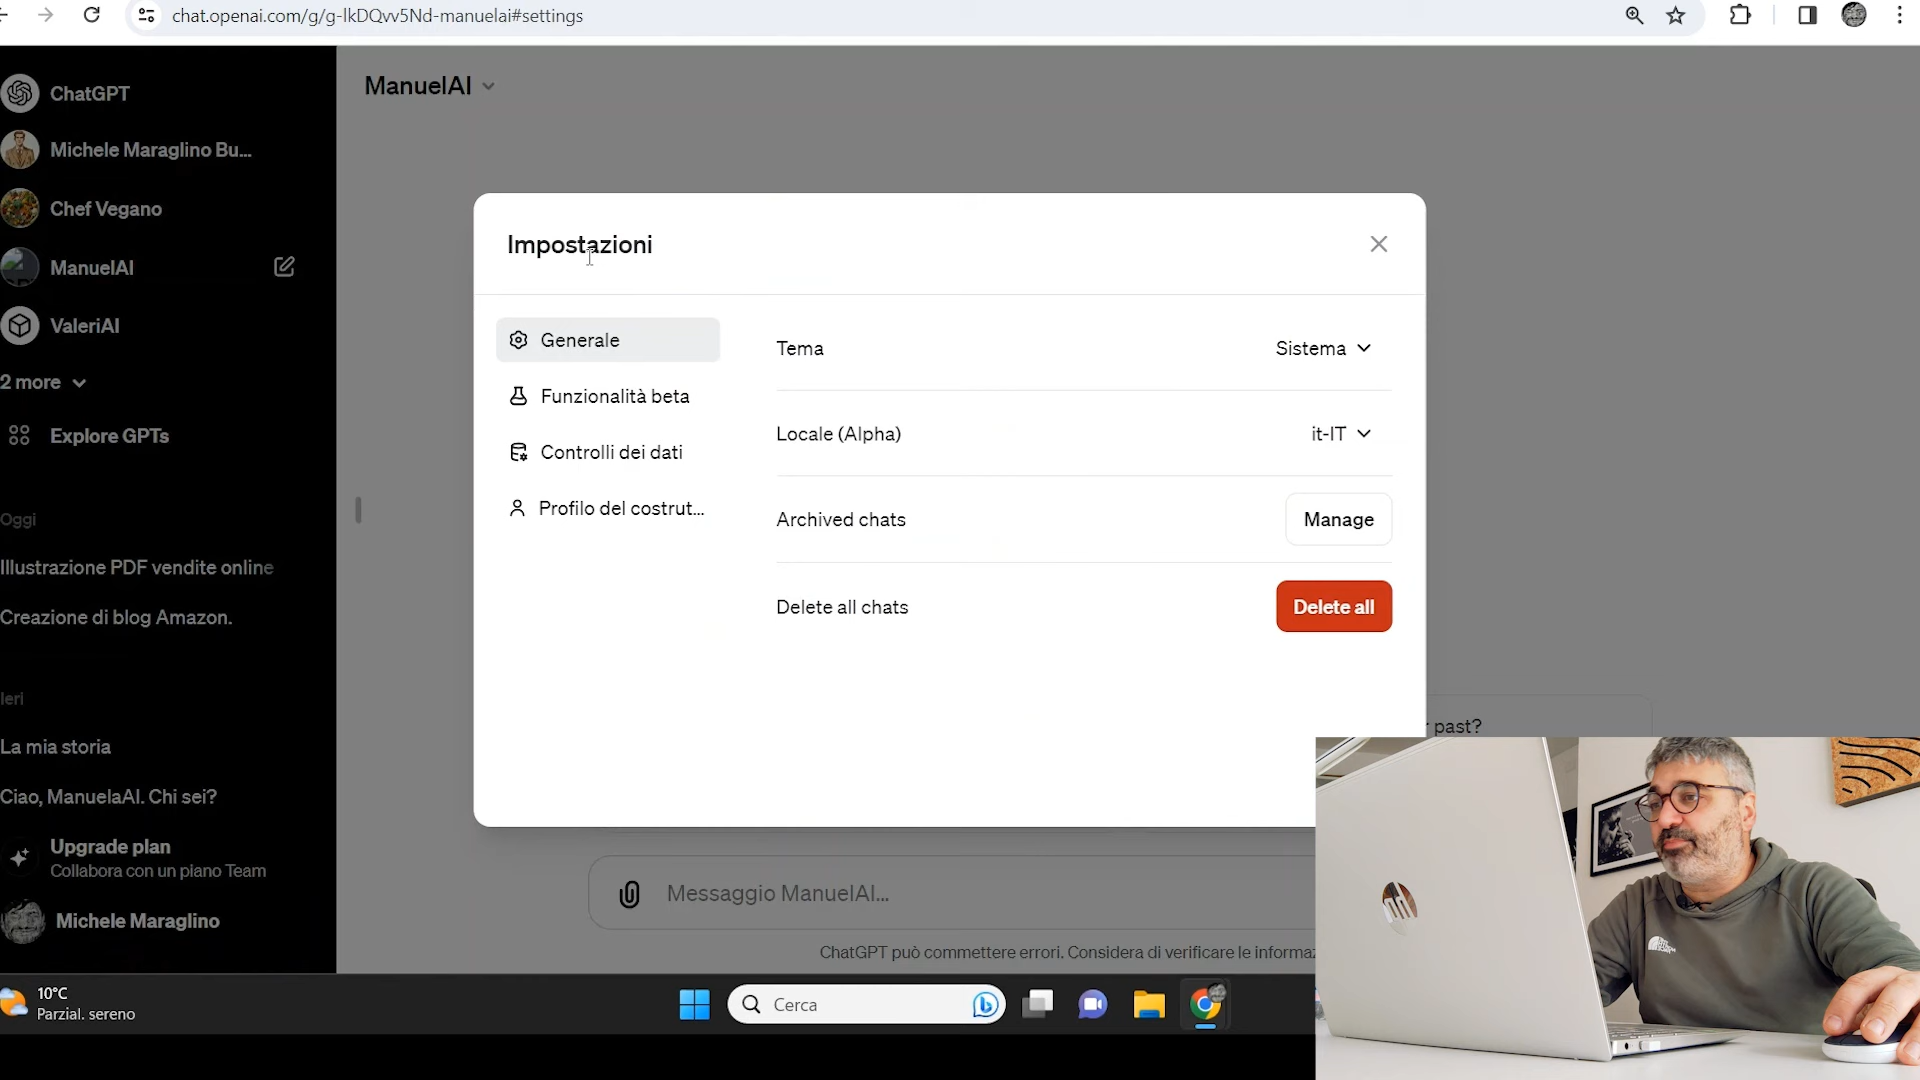 chat.openai.com/g/g-lkDQvv5Nd-manuelai#settings
ChatGPT
Michele Maraglino Bu...
Chef Vegano
ManuelAI
ValeriAI
2 more
Explore GPTs
Oggi
Illustrazione PDF vendite online
Creazione di blog Amazon.
Ieri
La mia storia
Ciao, ManuelaAI. Chi sei?
Upgrade plan
Collabora con un piano Team
Michele Maraglino
ManuelAI
Impostazioni
Generale
Funzionalità beta
Controlli dei dati
Profilo del costrut...
Tema
Sistema
Locale (Alpha)
it-IT
Archived chats
Manage
Delete all chats
Delete all
past?
Messaggio ManuelAI...
ChatGPT può commettere errori. Considera di verificare le informaz
10°C
Parzial. sereno
Cerca